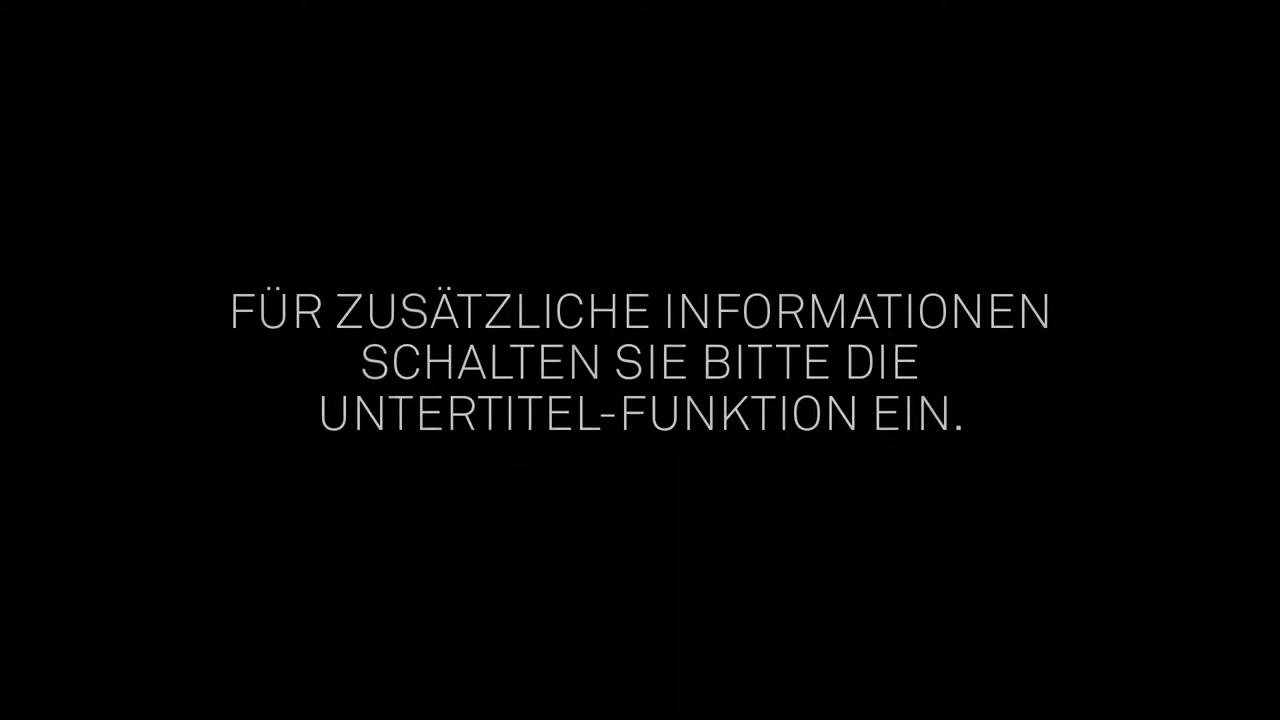 FÜR ZUSÄTZLICHE INFORMATIONEN
SCHALTEN SIE BITTE DIE
UNTERTITEL-FUNKTION EIN.